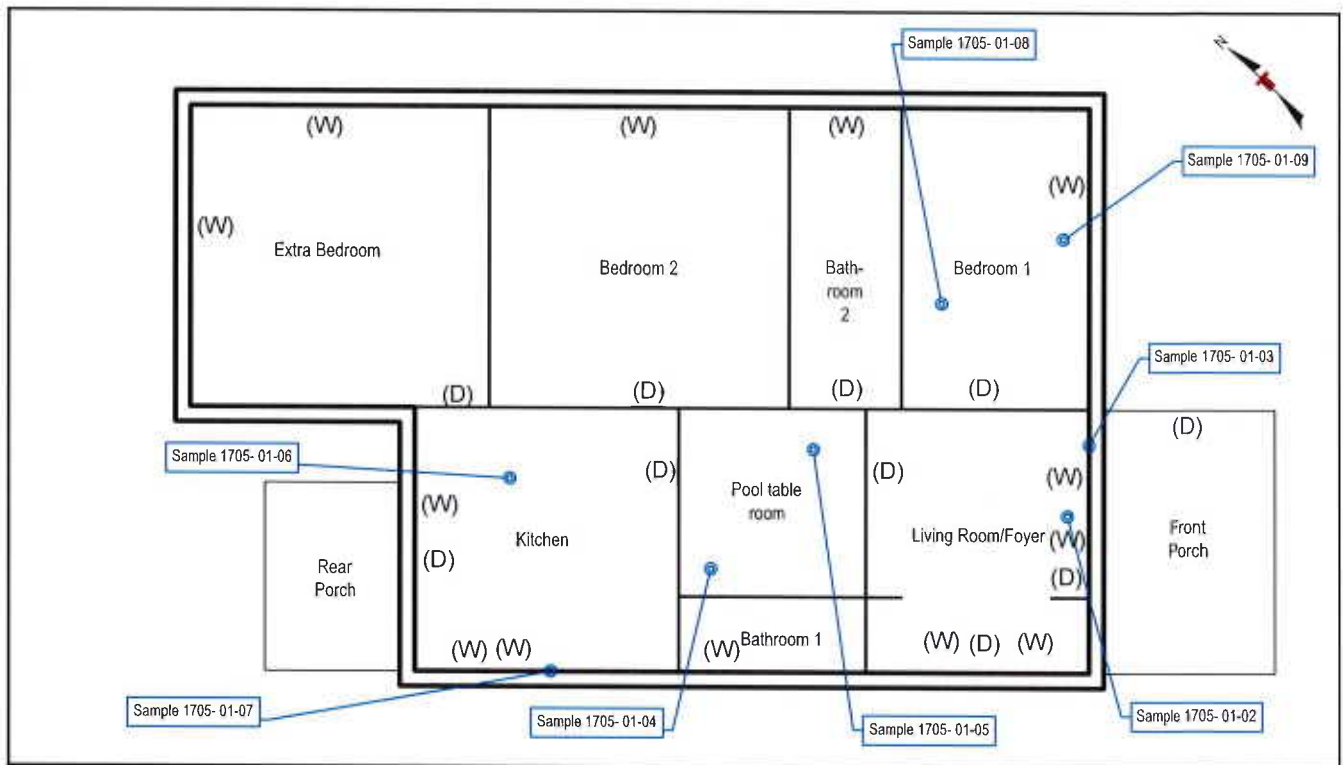 Sample 1705- 01-08
N
(W)
(W)
(W)
Sample 1705- 01-09
(W)
(W)
Extra Bedroom
Bedroom 2
Bath-
room
2
Bedroom 1
Sample 1705- 01-03
(D)
(D)
(D)
(D)
(D)
Sample 1705- 01-06
(W)
(D)
Kitchen
(D)
Pool table
room
(D)
Living Room/Foyer
(W)
(W)
(D)
Front
Porch
Rear
Porch
(W)
(W)
(W)
Bathroom 1
(W)
(D)
(W)
Sample 1705- 01-07
Sample 1705- 01-04
Sample 1705- 01-05
Sample 1705- 01-02